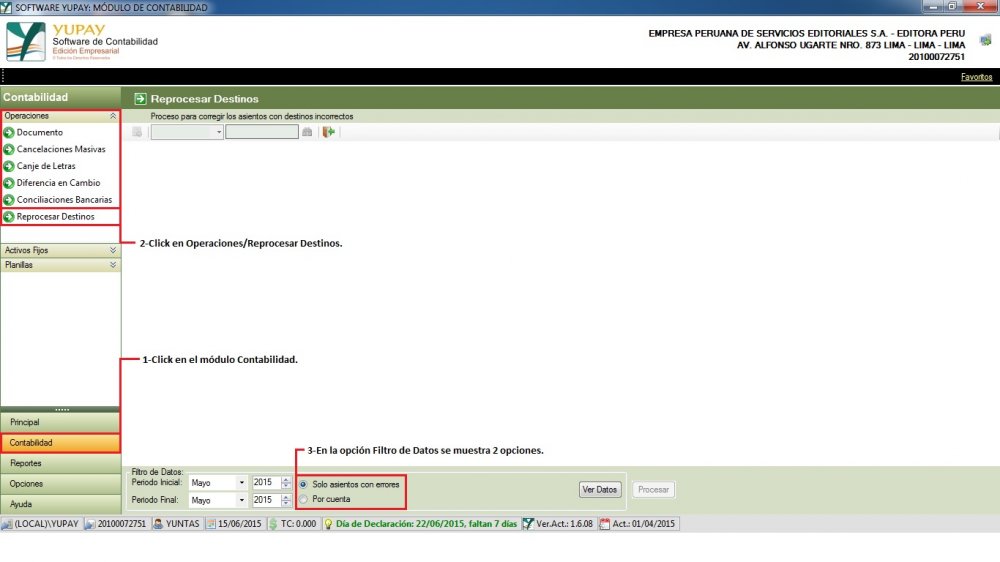 SOFTWARE YUPAY: MÓDULO DE CONTABILIDAD
YUPAY
Software de Contabilidad
Edición Empresarial
© Todos los Derechos Reservados
EMPRESA PERUANA DE SERVICIOS EDITORIALES S.A. - EDITORA PERU
AV. ALFONSO UGARTE NRO. 873 LIMA - LIMA - LIMA
20100072751
Favoritos
Contabilidad
Reprocesar Destinos
Operaciones
Proceso para corregir los asientos con destinos incorrectos
Documento
Cancelaciones Masivas
Canje de Letras
Diferencia en Cambio
Conciliaciones Bancarias
Reprocesar Destinos
2-Click en Operaciones/Reprocesar Destinos.
Activos Fijos
Planillas
1-Click en el módulo Contabilidad.
Principal
Contabilidad
3-En la opción Filtro de Datos se muestra 2 opciones.
Reportes
Opciones
Ayuda
Filtro de Datos:
Periodo Inicial: Mayo 2015 Solo asientos con errores
Periodo Final: Mayo 2015 Por cuenta
Ver Datos Procesar
(LOCAL)\YUPAY 20100072751 YUNTAS 15/06/2015 TC: 0.000 Día de Declaración: 22/06/2015, faltan 7 días Ver.Act.: 1.6.08 Act.: 01/04/2015